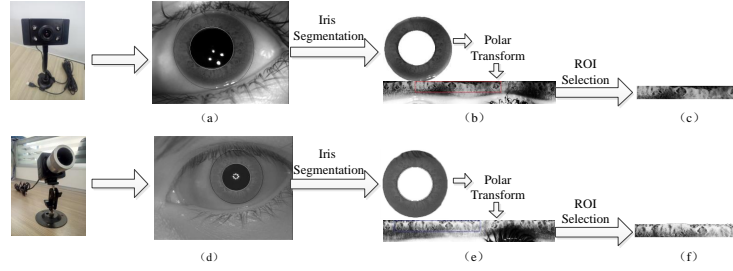 Iris
Segmentation
Polar
Transform
ROI
Selection
（a）
（b）
（c）
Iris
Segmentation
Polar
Transform
ROI
Selection
（d）
（e）
（f）